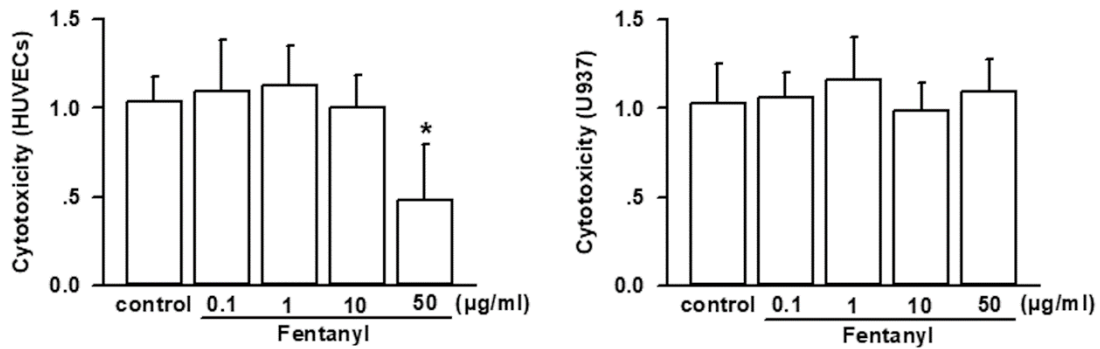 Cytotoxicity (HUVECs)
1.5
1.0
.5
0.0
*
control 0.1 1 10 50 (µg/ml)
Fentanyl
Cytotoxicity (U937)
1.5
1.0
.5
0.0
control 0.1 1 10 50 (µg/ml)
Fentanyl